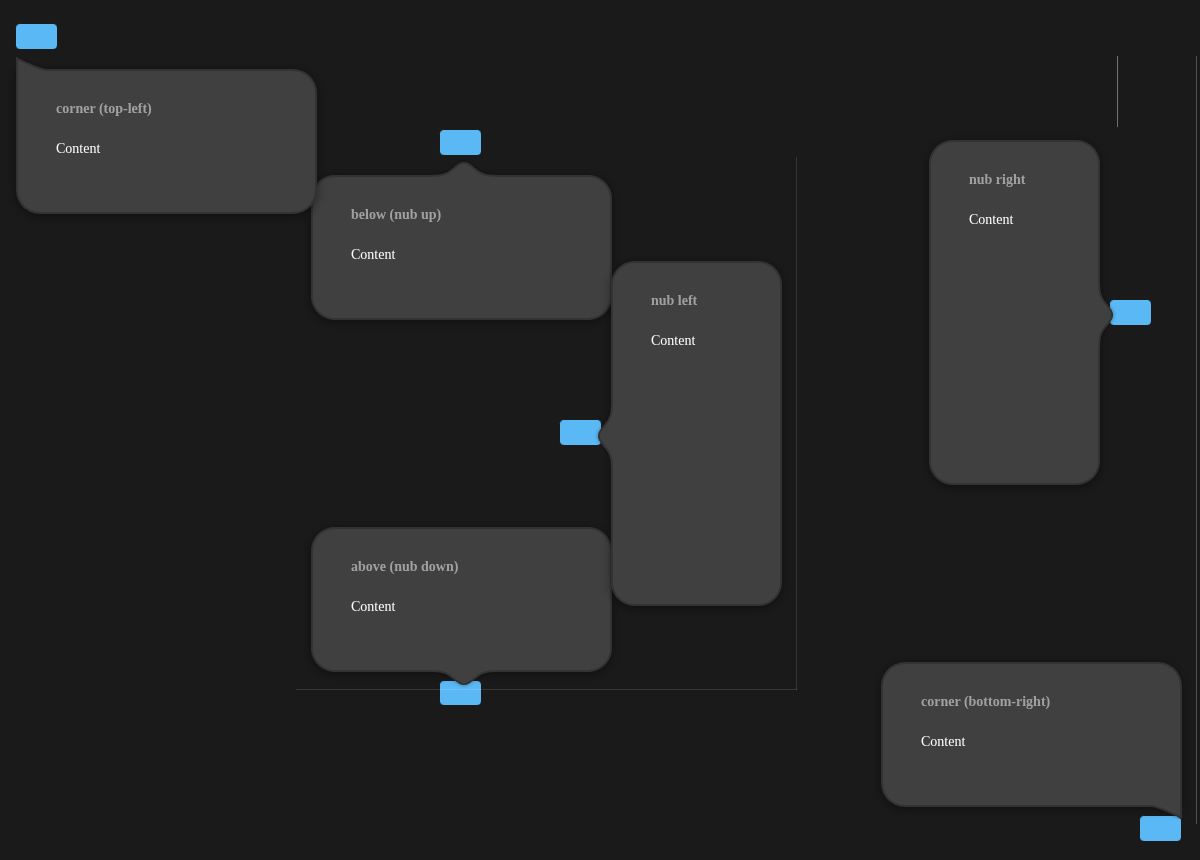 corner (top-left)
Content
below (nub up)
Content
nub left
Content
nub right
Content
above (nub down)
Content
corner (bottom-right)
Content